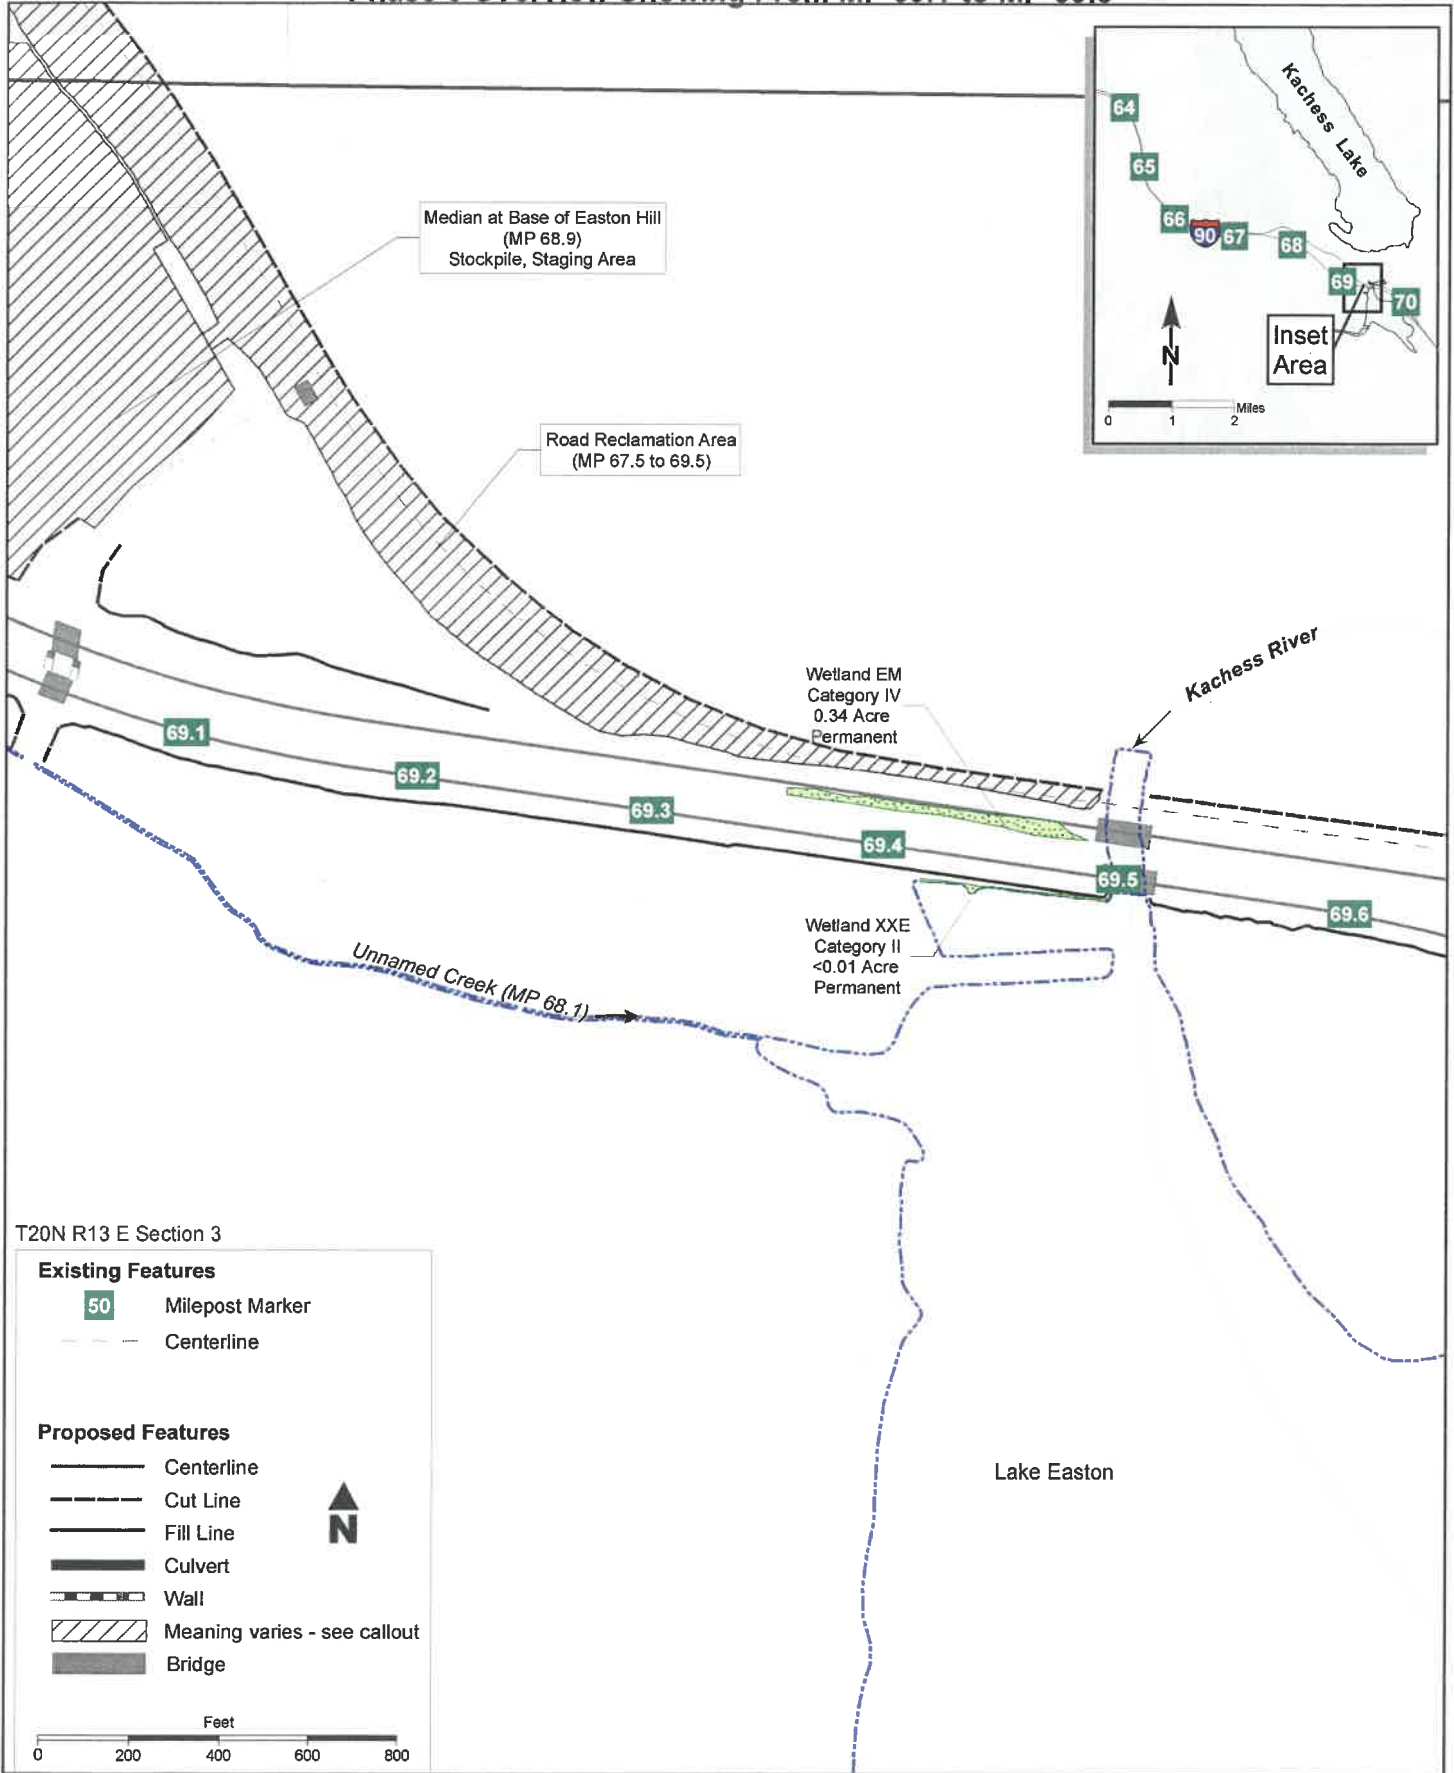 Kachess Lake
64
65
66
90
67
68
69
70
Inset
Area
N
0 1 2 Miles
Median at Base of Easton Hill
(MP 68.9)
Stockpile, Staging Area
Road Reclamation Area
(MP 67.5 to 69.5)
Kachess River
Wetland EM
Category IV
0.34 Acre
Permanent
69.1
69.2
69.3
69.4
69.5
69.6
Wetland XXE
Category II
<0.01 Acre
Permanent
Unnamed Creek (MP 68.1)
Lake Easton
T20N R13 E Section 3
Existing Features
50 Milepost Marker
Centerline
Proposed Features
Centerline
Cut Line
Fill Line
Culvert
Wall
Meaning varies - see callout
Bridge
N
Feet
0 200 400 600 800